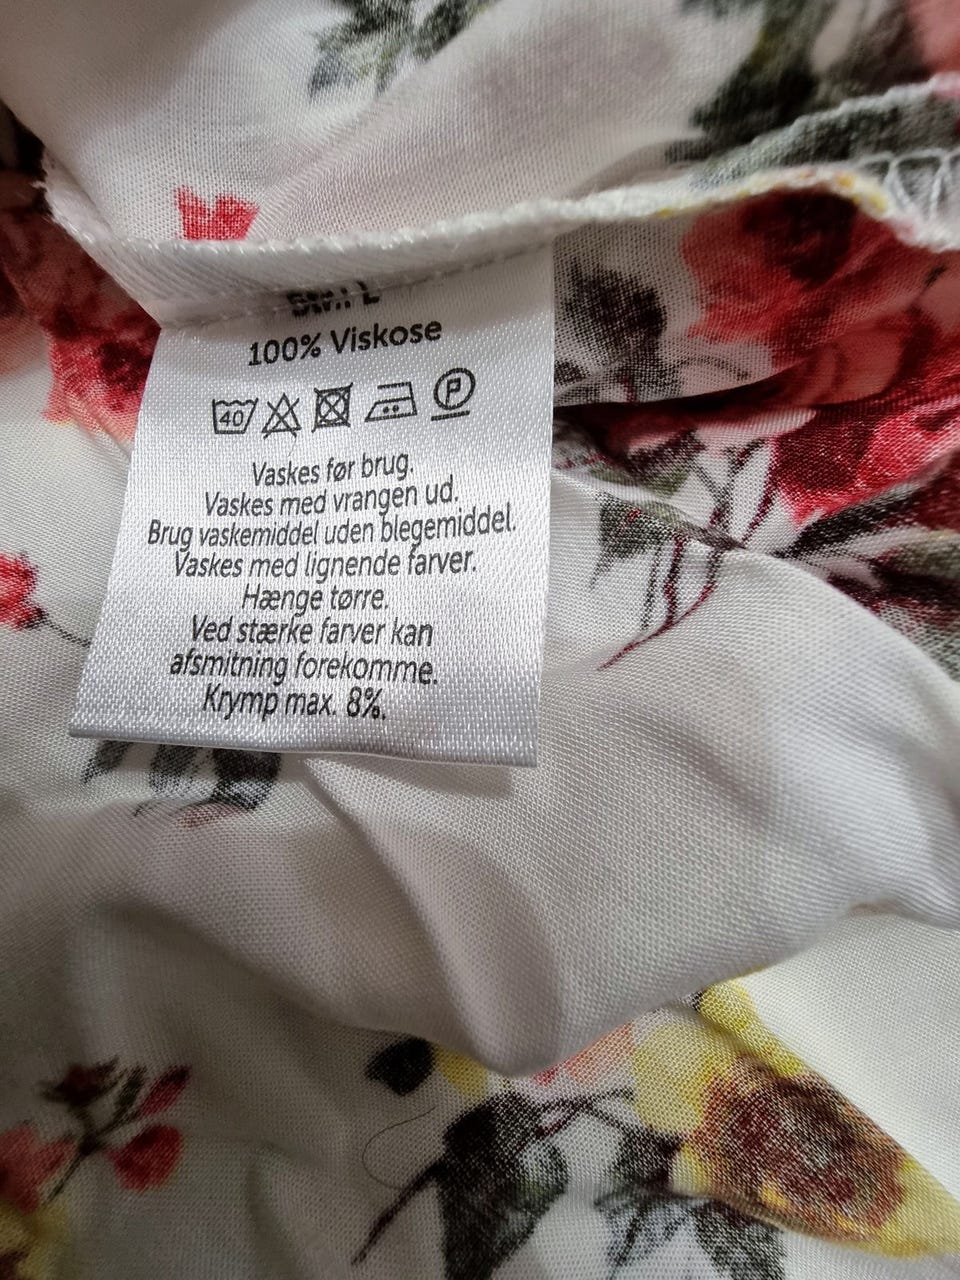 100% Viskose
40 P
Vaskes før brug.
Vaskes med vrangen ud.
Brug vaskemiddel uden blegemiddel.
Vaskes med lignende farver.
Hænge tørre.
Ved stærke farver kan
afsmitning forekomme.
Krymp max. 8%.